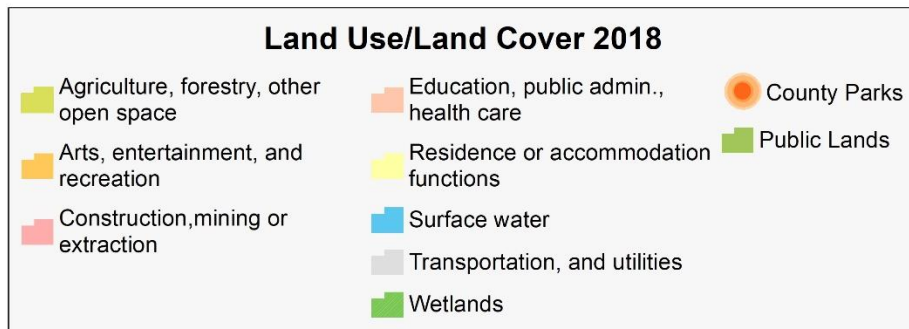 Land Use/Land Cover 2018
Agriculture, forestry, other
open space
Arts, entertainment, and
recreation
Construction,mining or
extraction
Education, public admin.,
health care
Residence or accommodation
functions
Surface water
Transportation, and utilities
Wetlands
County Parks
Public Lands